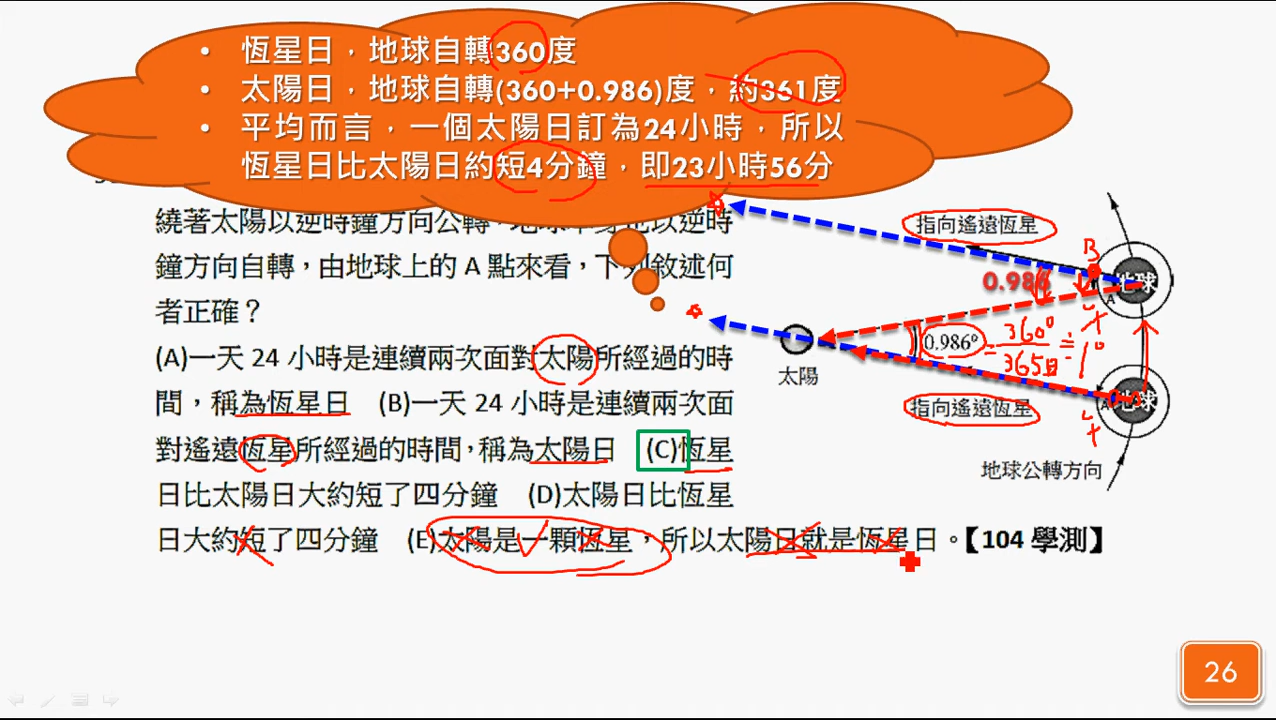 • 恆星日，地球自轉360度
• 太陽日，地球自轉(360+0.986)度，約361度
• 平均而言，一個太陽日訂為24小時，所以
恆星日比太陽日約短4分鐘，即23小時56分
繞著太陽以逆時鐘方向公轉，地球本身也以逆時
鐘方向自轉，由地球上的 A 點來看，下列敘述何
者正確？
(A)一天 24 小時是連續兩次面對太陽所經過的時
間，稱為恆星日 (B)一天 24 小時是連續兩次面
對遙遠恆星所經過的時間，稱為太陽日 (C)恆星
日比太陽日大約短了四分鐘 (D)太陽日比恆星
日大約短了四分鐘 (E)太陽是一顆恆星，所以太陽日就是恆星日。【104 學測】
指向遙遠恆星
B
地球
A
0.986
0.986°
= 360° / 365日 ≒ 1°
太陽
指向遙遠恆星
A
地球
地球公轉方向
26